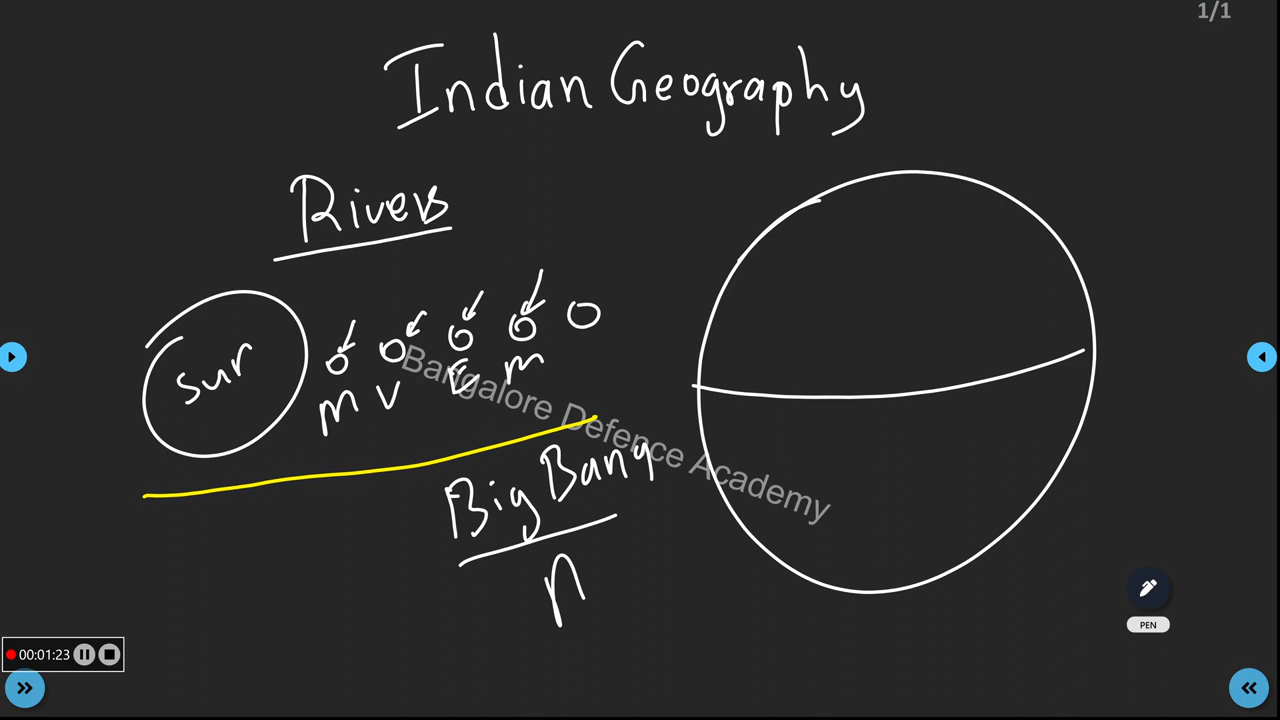 1/1
Indian Geography
Rivers
sur
m v E m
Bangalore Defence Academy
Big Bang
n
PEN
00:01:23